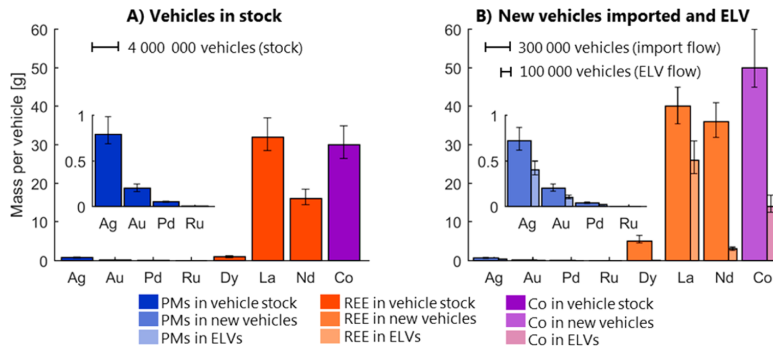 A) Vehicles in stock
4 000 000 vehicles (stock)
Mass per vehicle [g]
60
50
40
30
20
10
0
1
0.5
0
Ag Au Pd Ru
Ag Au Pd Ru Dy La Nd Co
B) New vehicles imported and ELV
300 000 vehicles (import flow)
100 000 vehicles (ELV flow)
60
50
40
30
20
10
0
1
0.5
0
Ag Au Pd Ru
Ag Au Pd Ru Dy La Nd Co
PMs in vehicle stock
PMs in new vehicles
PMs in ELVs
REE in vehicle stock
REE in new vehicles
REE in ELVs
Co in vehicle stock
Co in new vehicles
Co in ELVs